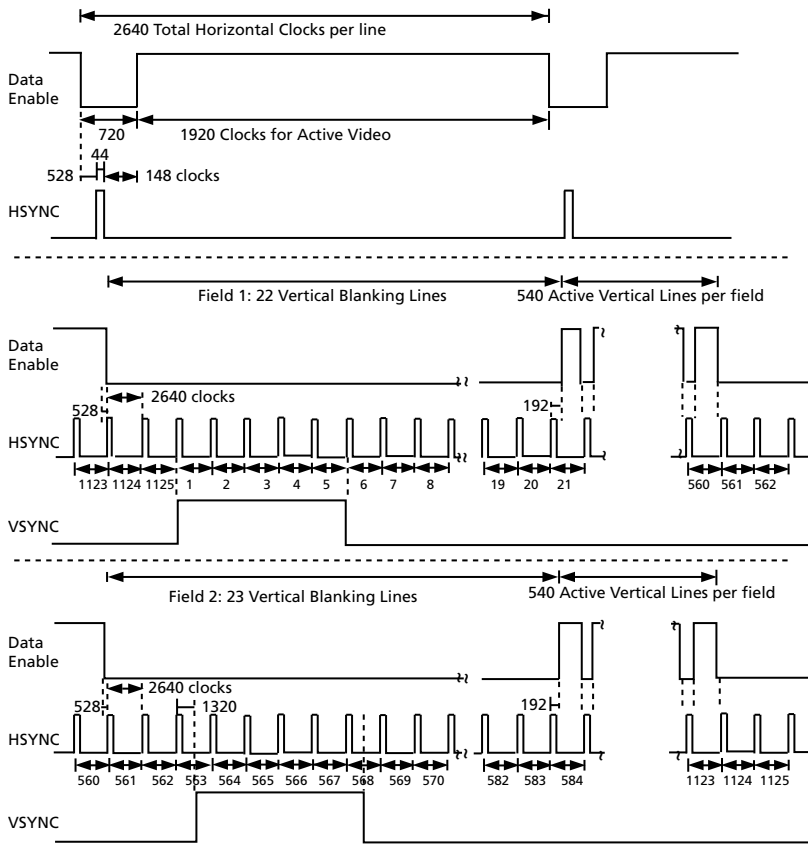 2640 Total Horizontal Clocks per line
Data
Enable
720
1920 Clocks for Active Video
44
528
148 clocks
HSYNC
Field 1: 22 Vertical Blanking Lines
540 Active Vertical Lines per field
Data
Enable
2640 clocks
528
192
HSYNC
1123 1124 1125 1 2 3 4 5 6 7 8 19 20 21 560 561 562
VSYNC
Field 2: 23 Vertical Blanking Lines
540 Active Vertical Lines per field
Data
Enable
2640 clocks
528
1320
192
HSYNC
560 561 562 563 564 565 566 567 568 569 570 582 583 584 1123 1124 1125
VSYNC